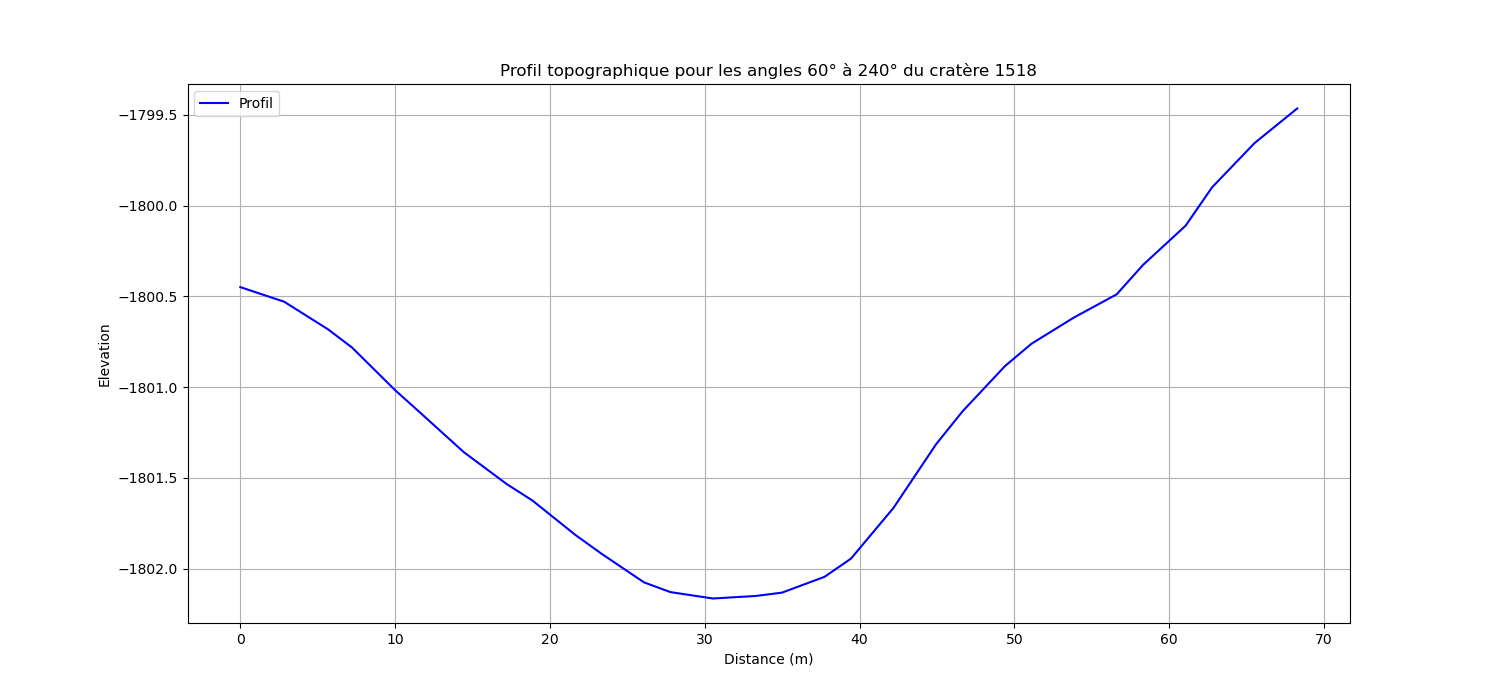 Profil topographique pour les angles 60° à 240° du cratère 1518
Profil
−1799.5
−1800.0
−1800.5
−1801.0
−1801.5
−1802.0
Elevation
0 10 20 30 40 50 60 70
Distance (m)